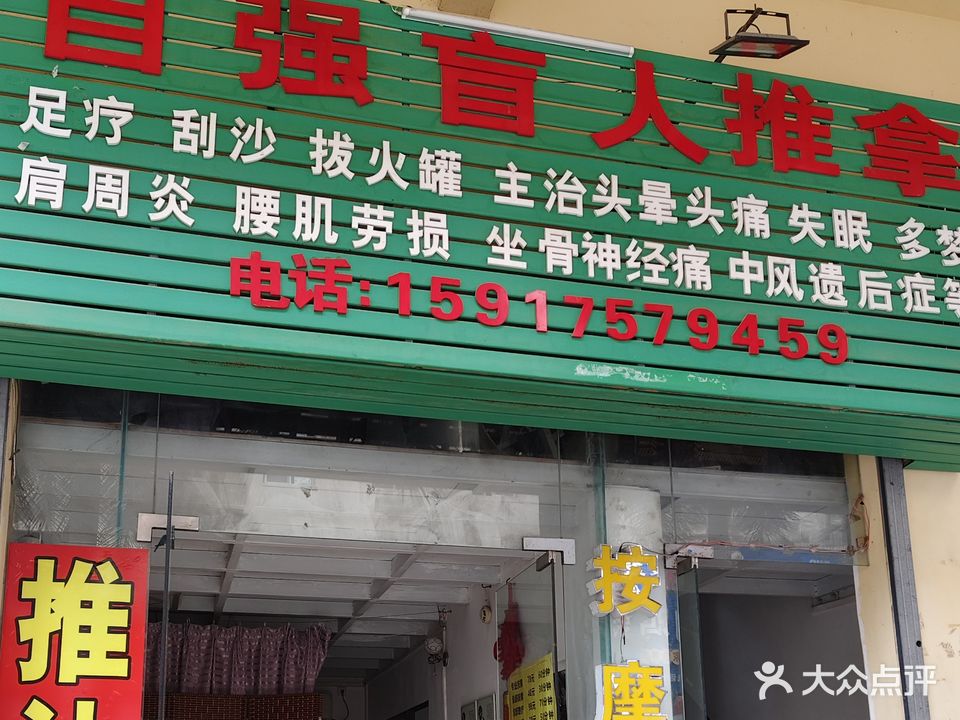 自强盲人推拿
足疗 刮沙 拔火罐 主治头晕头痛 失眠 多梦
肩周炎 腰肌劳损 坐骨神经痛 中风遗后症等
电话:15917579459
推
按摩
大众点评